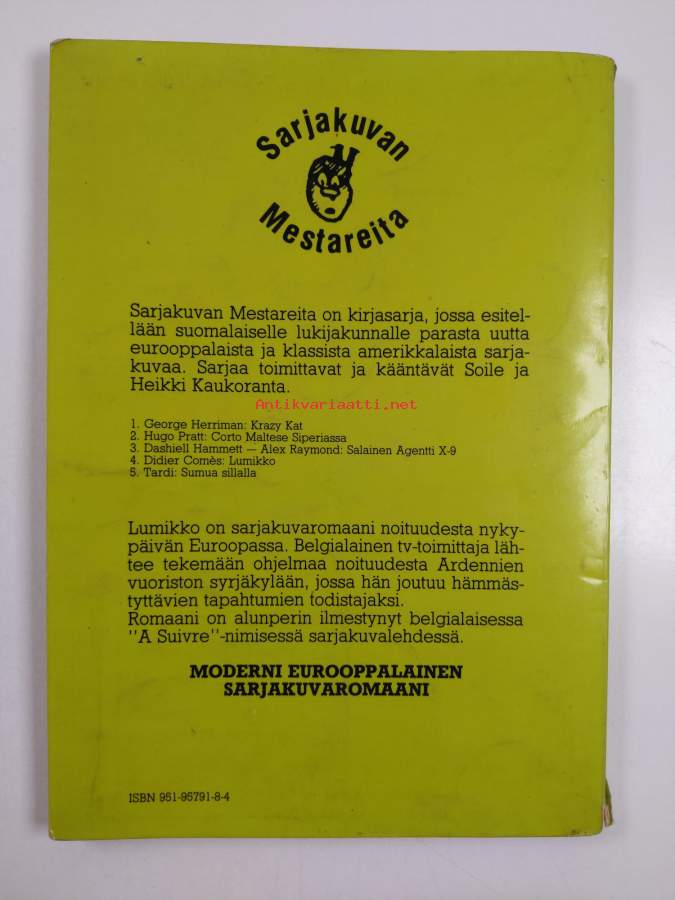 Sarjakuvan
Mestareita
Sarjakuvan Mestareita on kirjasarja, jossa esitel-
lään suomalaiselle lukijakunnalle parasta uutta
eurooppalaista ja klassista amerikkalaista sarja-
kuvaa. Sarjaa toimittavat ja kääntävät Soile ja
Heikki Kaukoranta.
Antikvariaatti.net
1. George Herriman: Krazy Kat
2. Hugo Pratt: Corto Maltese Siperiassa
3. Dashiell Hammett — Alex Raymond: Salainen Agentti X-9
4. Didier Comès: Lumikko
5. Tardi: Sumua sillalla
Lumikko on sarjakuvaromaani noituudesta nyky-
päivän Euroopassa. Belgialainen tv-toimittaja läh-
tee tekemään ohjelmaa noituudesta Ardennien
vuoriston syrjäkylään, jossa hän joutuu hämmäs-
tyttävien tapahtumien todistajaksi.
Romaani on alunperin ilmestynyt belgialaisessa
"A Suivre"-nimisessä sarjakuvalehdessä.
MODERNI EUROOPPALAINEN
SARJAKUVAROMAANI
ISBN 951-95791-8-4